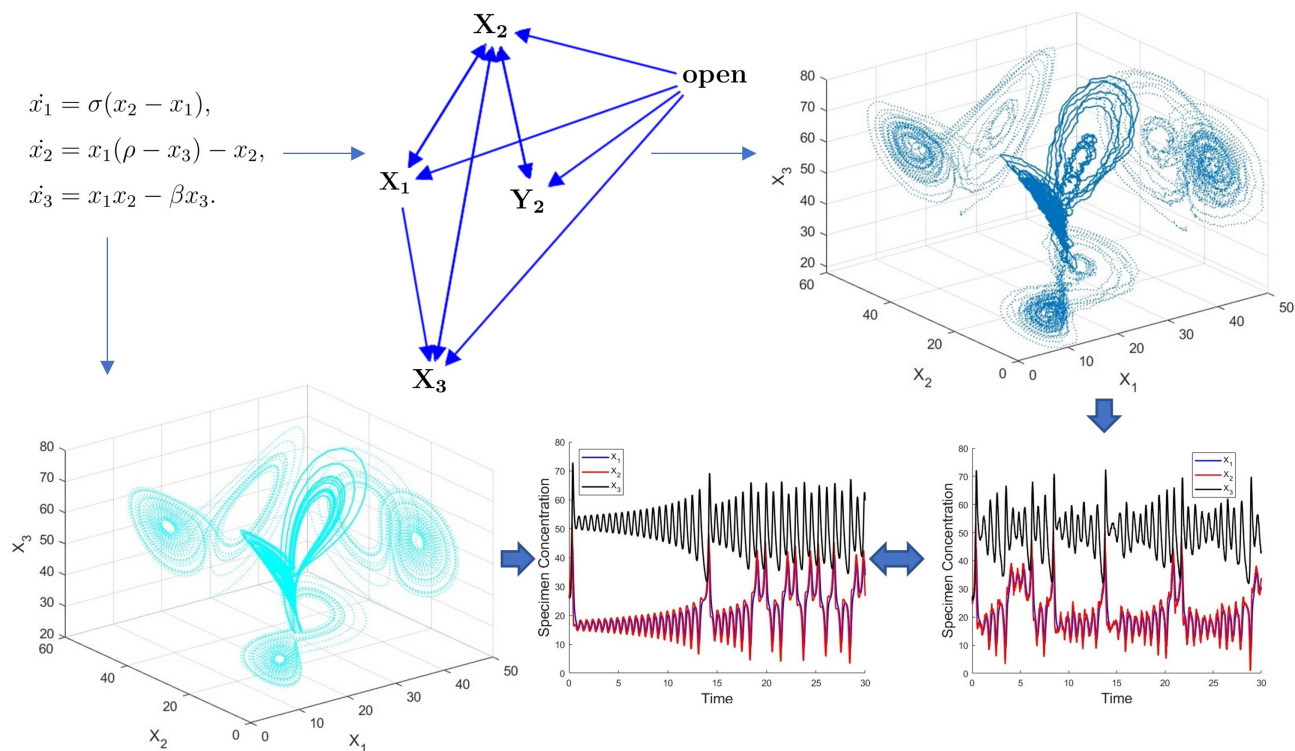 X₂
open
ẋ₁ = σ(x₂ − x₁),
ẋ₂ = x₁(ρ − x₃) − x₂,
ẋ₃ = x₁x₂ − βx₃.
X₁
Y₂
X₃
80
70
60
50
40
30
20
X₃
60
40
20
0
X₂
0
10
20
30
40
50
X₁
80
70
60
50
40
30
20
X₃
60
40
20
0
X₂
0
10
20
30
40
50
X₁
80
70
60
50
40
30
20
10
0
Specimen Concentration
X₁
X₂
X₃
0 5 10 15 20 25 30
Time
80
70
60
50
40
30
20
10
0
Specimen Concentration
X₁
X₂
X₃
0 5 10 15 20 25 30
Time